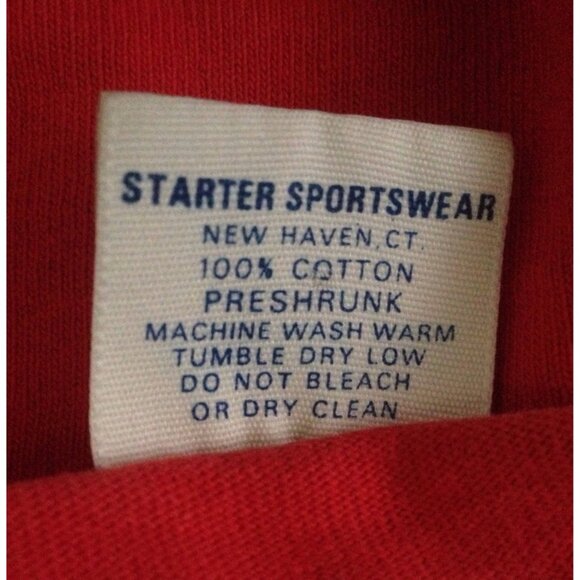 STARTER SPORTSWEAR
NEW HAVEN, CT.
100% COTTON
PRESHRUNK
MACHINE WASH WARM
TUMBLE DRY LOW
DO NOT BLEACH
OR DRY CLEAN